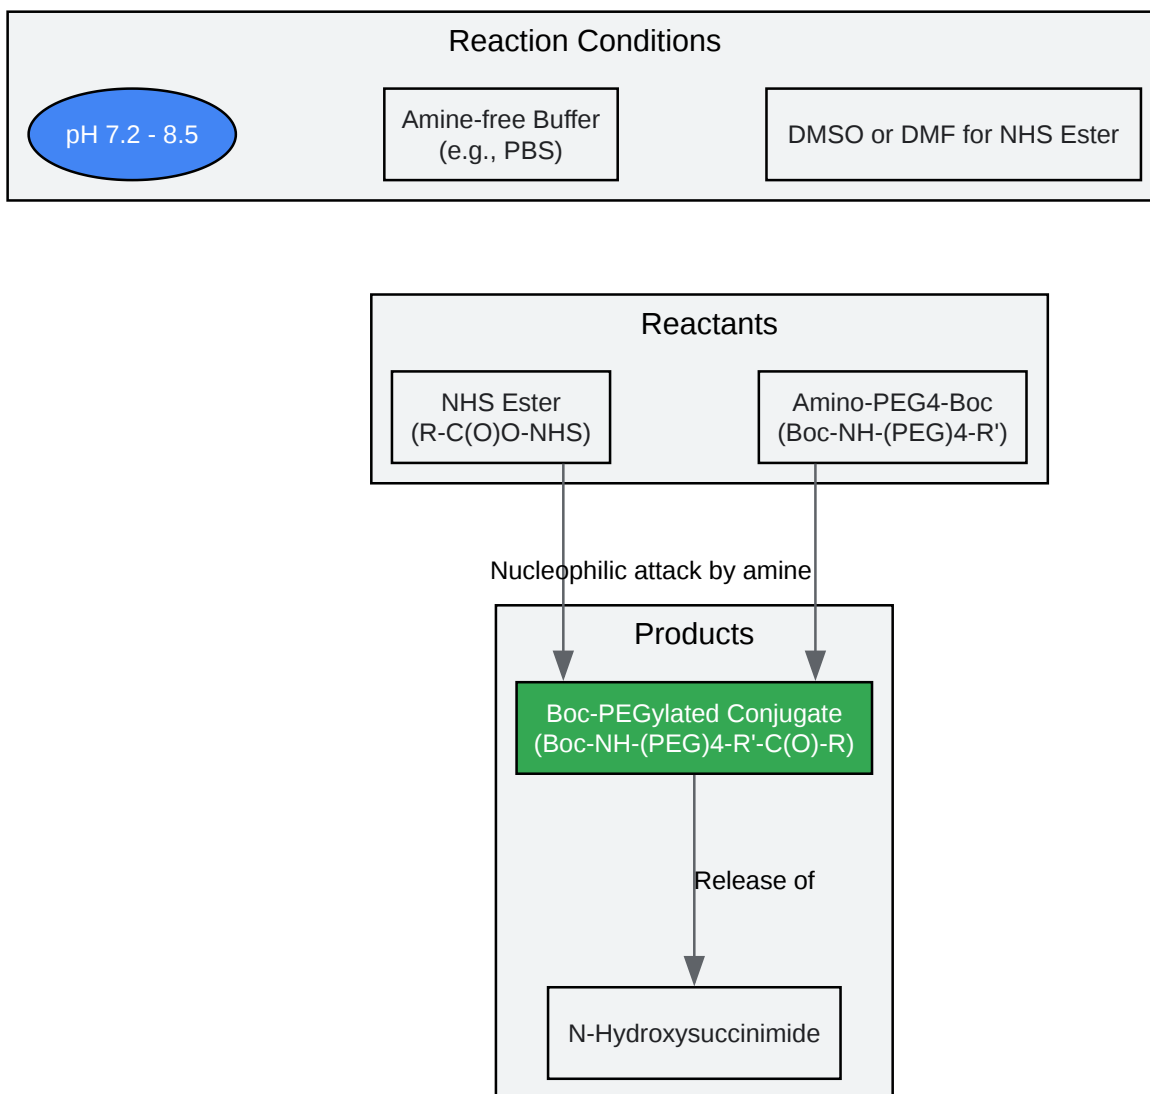 Reaction Conditions
pH 7.2 - 8.5
Amine-free Buffer
(e.g., PBS)
DMSO or DMF for NHS Ester
Reactants
NHS Ester
(R-C(O)O-NHS)
Amino-PEG4-Boc
(Boc-NH-(PEG)4-R')
Nucleophilic attack by amine
Products
Boc-PEGylated Conjugate
(Boc-NH-(PEG)4-R'-C(O)-R)
Release of
N-Hydroxysuccinimide